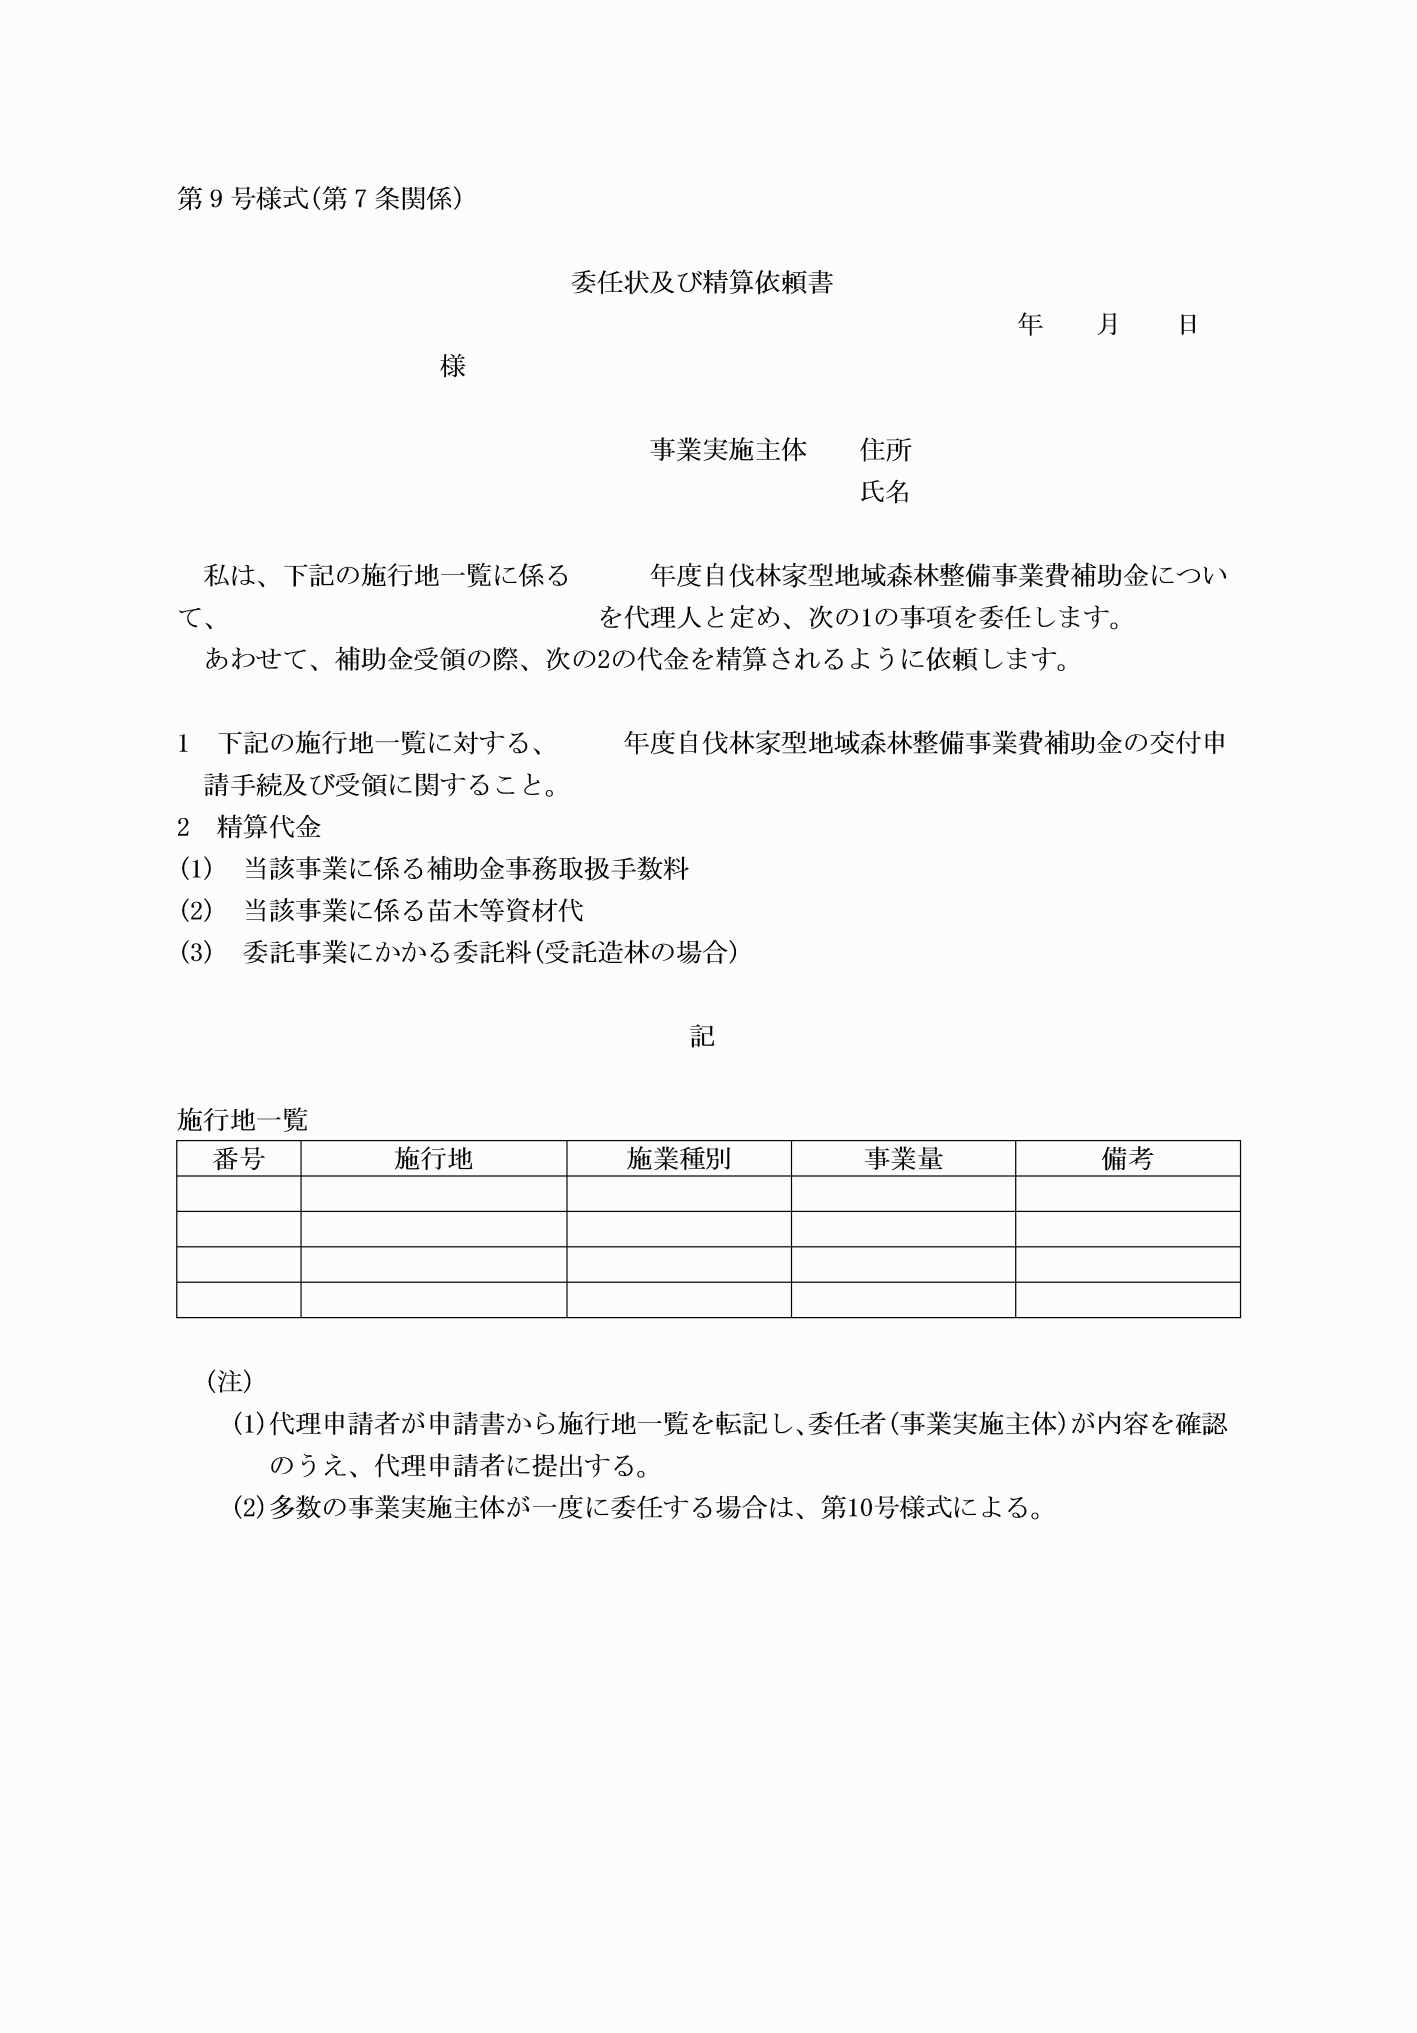 第 9 号様式(第 7 条関係)
委任状及び精算依頼書
年　　月　　日
様
事業実施主体　　住所
氏名
私は、下記の施行地一覧に係る　　　年度自伐林家型地域森林整備事業費補助金につい
て、　　　　　　　　　　　　　　　を代理人と定め、次の1の事項を委任します。
あわせて、補助金受領の際、次の2の代金を精算されるように依頼します。
1　下記の施行地一覧に対する、　　　年度自伐林家型地域森林整備事業費補助金の交付申
請手続及び受領に関すること。
2　精算代金
(1)　当該事業に係る補助金事務取扱手数料
(2)　当該事業に係る苗木等資材代
(3)　委託事業にかかる委託料(受託造林の場合)
記
施行地一覧
番号　施行地　施業種別　事業量　備考
(注)
(1)代理申請者が申請書から施行地一覧を転記し、委任者(事業実施主体)が内容を確認
のうえ、代理申請者に提出する。
(2)多数の事業実施主体が一度に委任する場合は、第10号様式による。